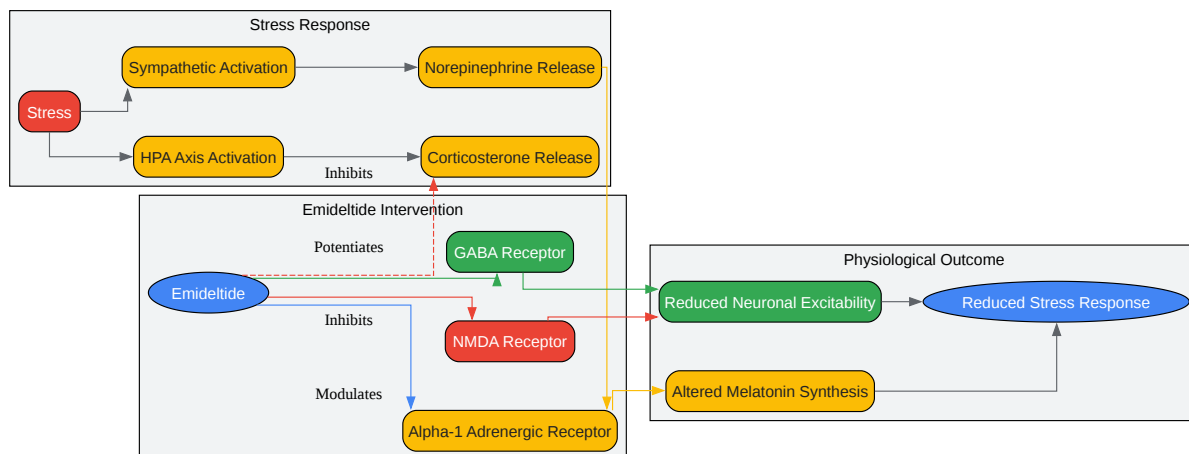 Stress Response
Sympathetic Activation
Norepinephrine Release
Stress
HPA Axis Activation
Corticosterone Release
Inhibits
Emideltide Intervention
Potentiates
GABA Receptor
Physiological Outcome
Emideltide
Reduced Neuronal Excitability
Reduced Stress Response
Inhibits
NMDA Receptor
Modulates
Altered Melatonin Synthesis
Alpha-1 Adrenergic Receptor